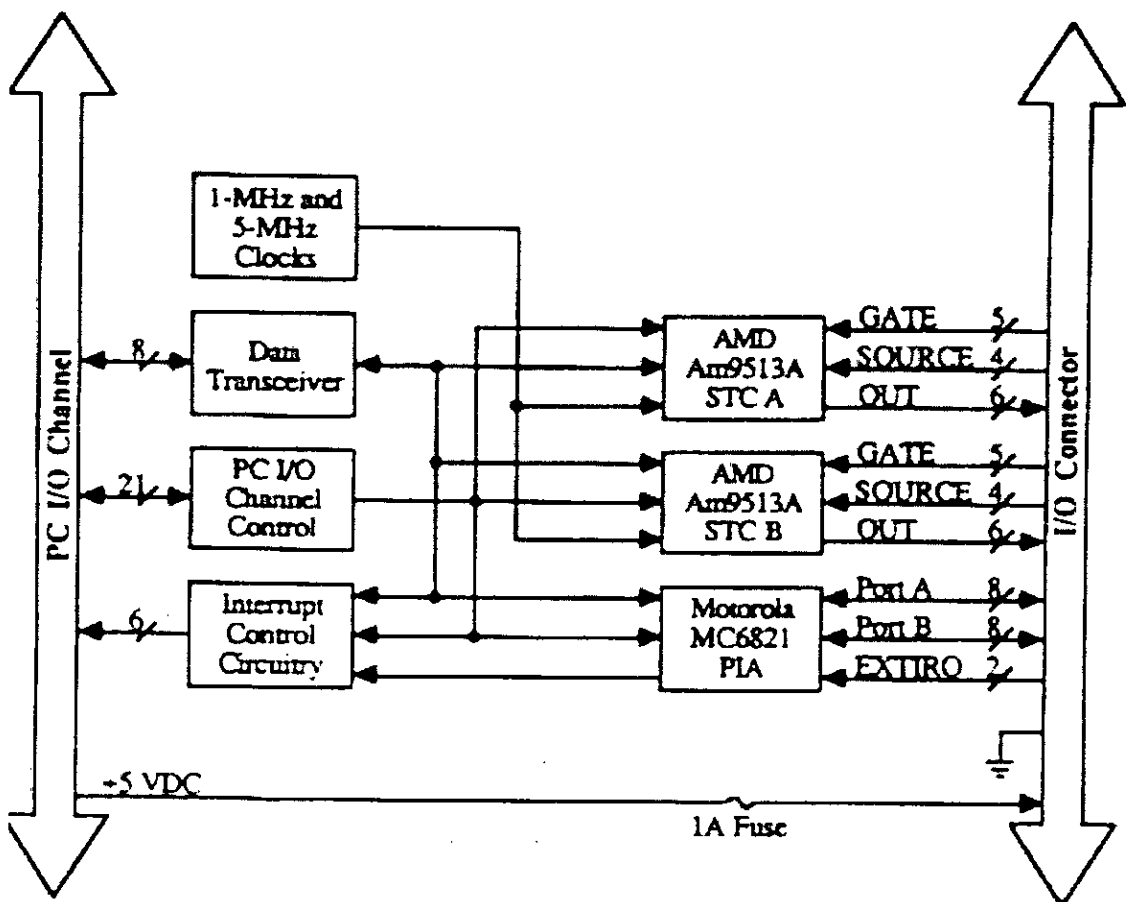 1-MHz and
5-MHz
Clocks
PC I/O Channel
8
Data
Transceiver
21
PC I/O
Channel
Control
6
Interrupt
Control
Circuitry
AMD
Am9513A
STC A
GATE 5
SOURCE 4
OUT 6
AMD
Am9513A
STC B
GATE 5
SOURCE 4
OUT 6
Motorola
MC6821
PIA
Port A 8
Port B 8
EXTIRQ 2
I/O Connector
+5 VDC
1A Fuse